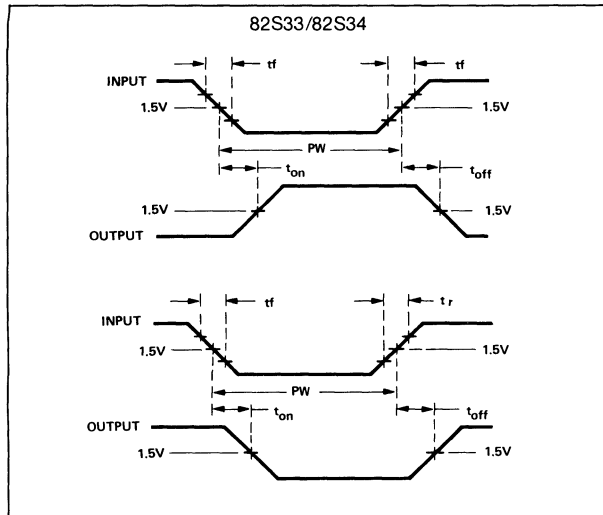 82S33/82S34
tf tf
INPUT
1.5V 1.5V
PW
ton toff
1.5V 1.5V
OUTPUT
tf tr
INPUT
1.5V 1.5V
PW
ton toff
OUTPUT
1.5V 1.5V